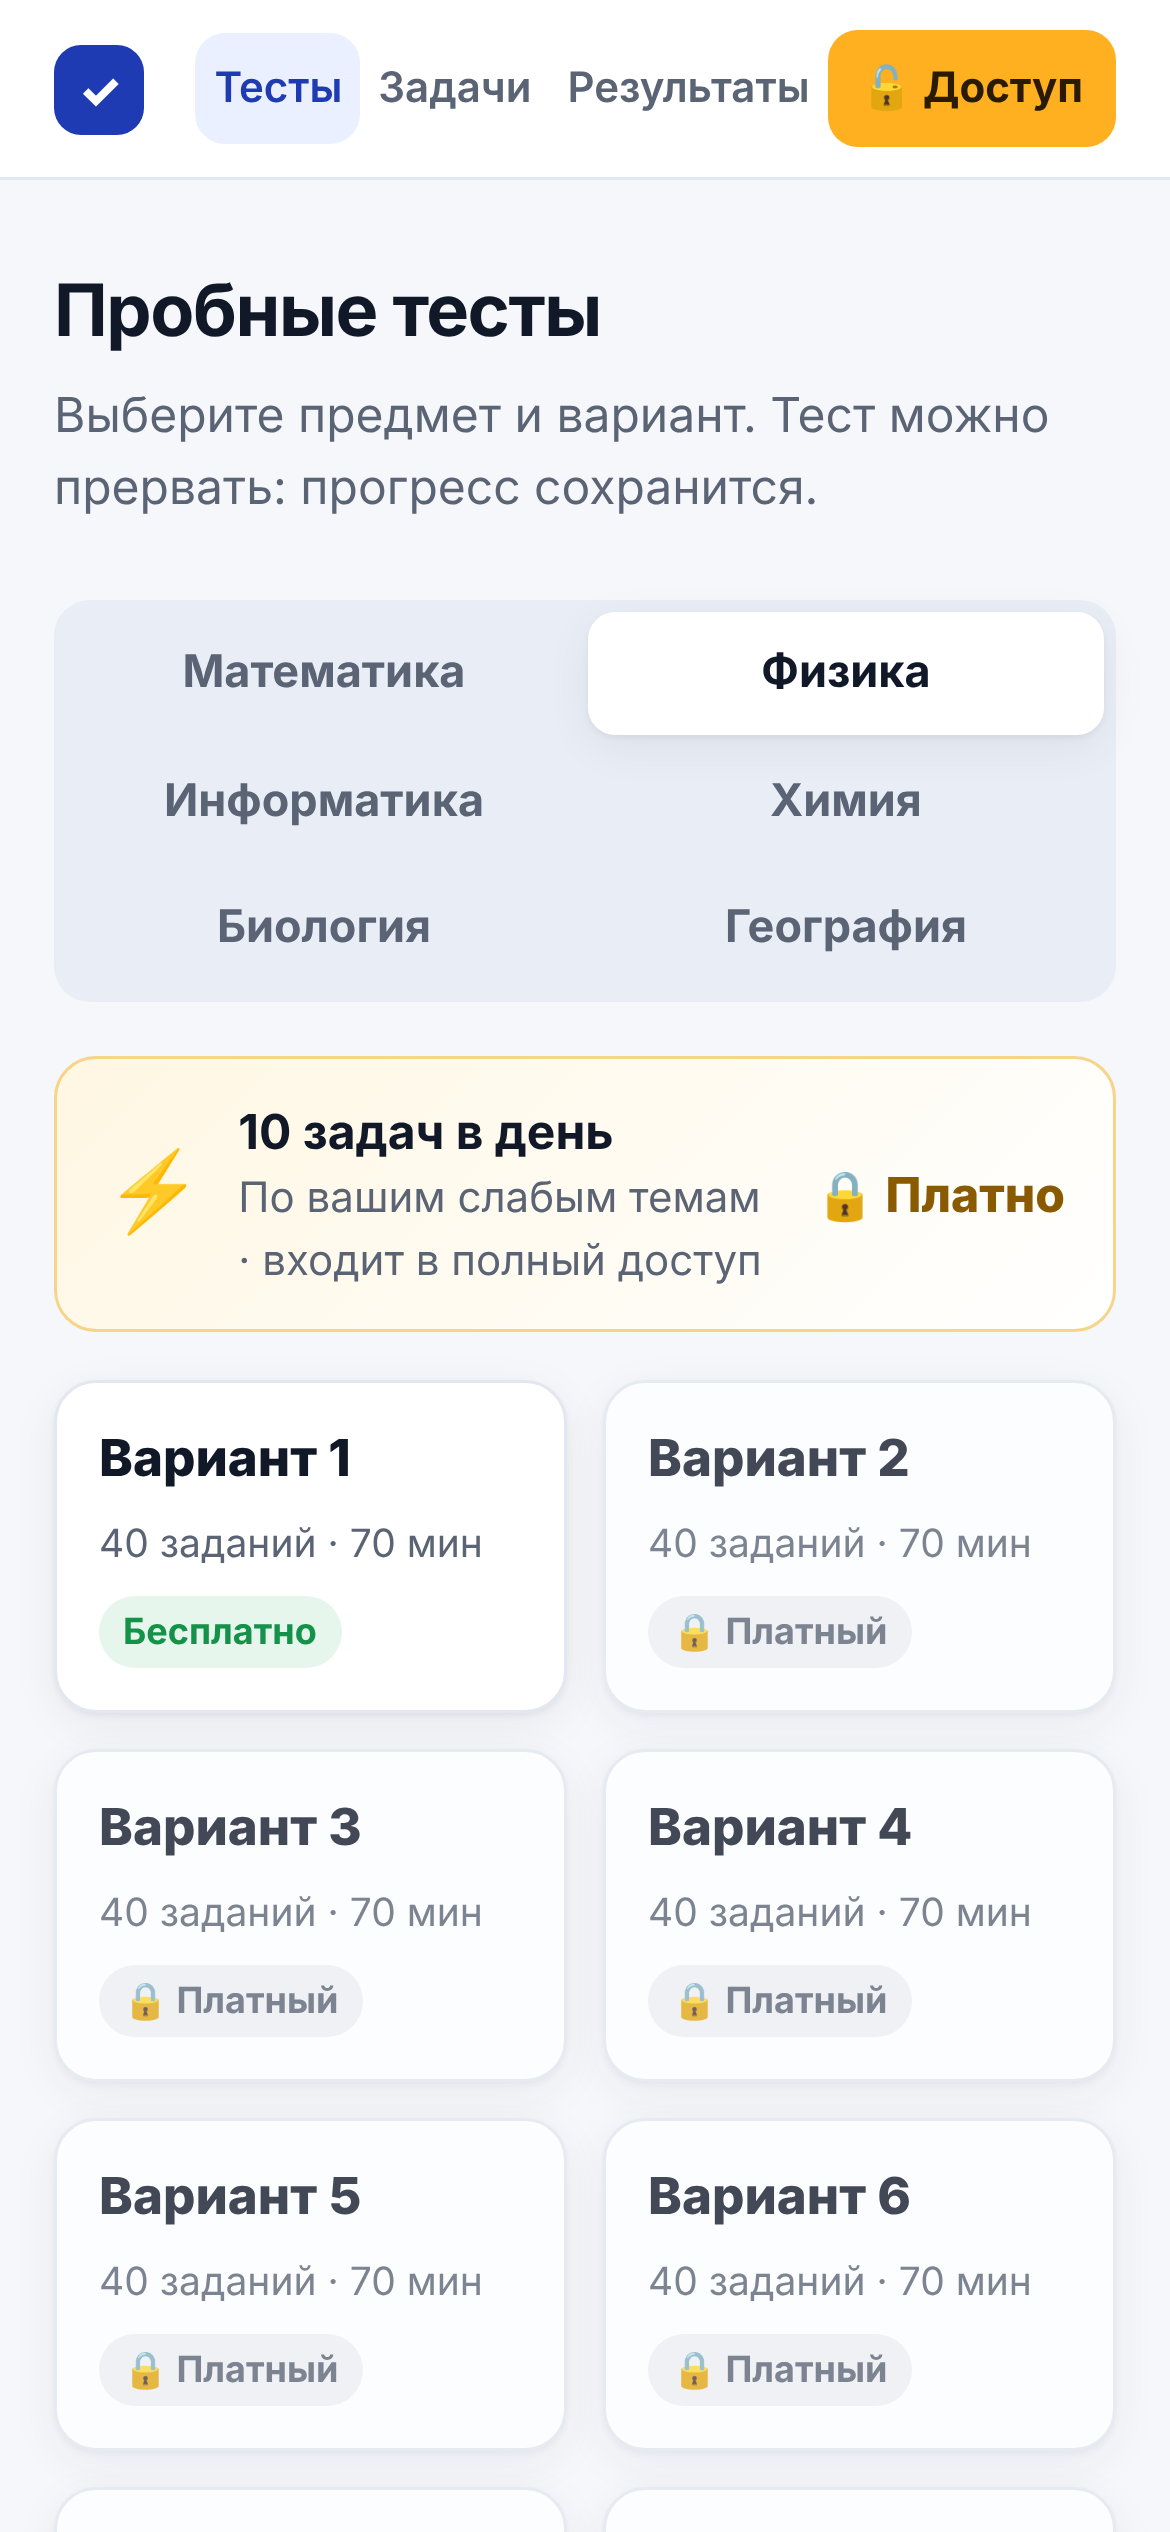 Тесты Задачи Результаты 🔓 Доступ
Пробные тесты
Выберите предмет и вариант. Тест можно
прервать: прогресс сохранится.
Математика Физика
Информатика Химия
Биология География
10 задач в день
По вашим слабым темам
· входит в полный доступ
🔒 Платно
Вариант 1
40 заданий · 70 мин
Бесплатно
Вариант 2
40 заданий · 70 мин
🔒 Платный
Вариант 3
40 заданий · 70 мин
🔒 Платный
Вариант 4
40 заданий · 70 мин
🔒 Платный
Вариант 5
40 заданий · 70 мин
🔒 Платный
Вариант 6
40 заданий · 70 мин
🔒 Платный